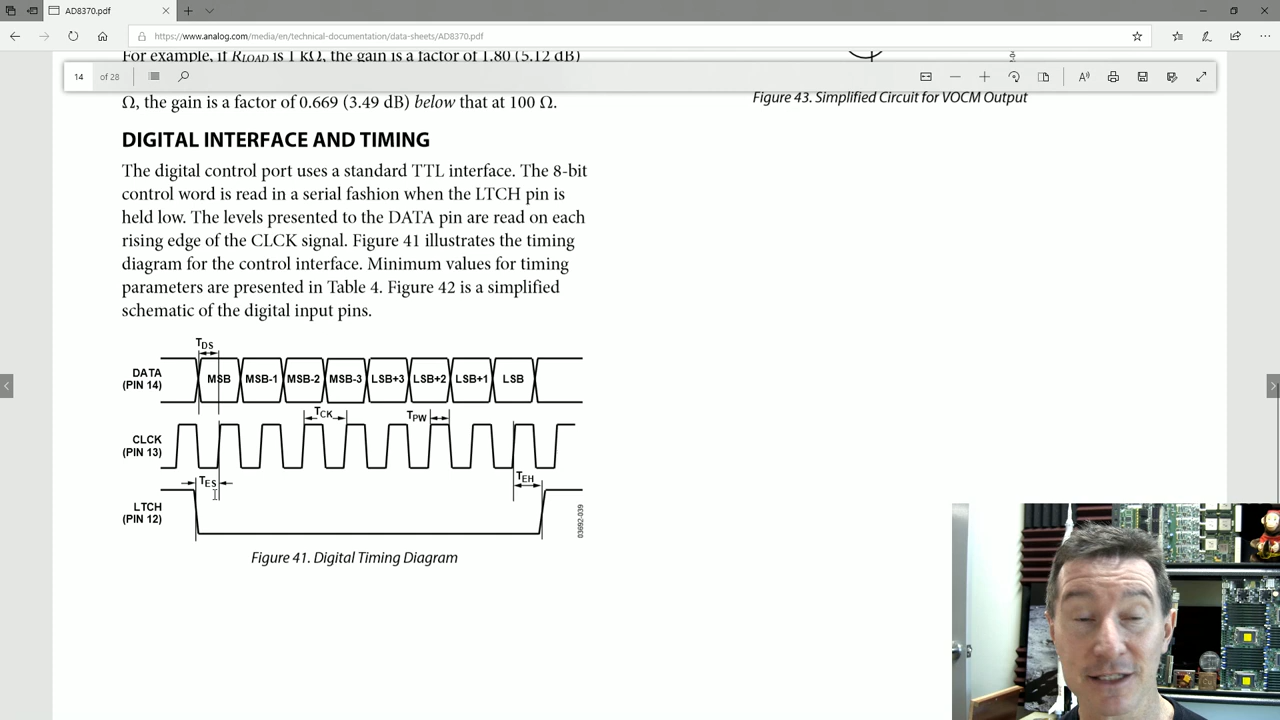 AD8370.pdf
https://www.analog.com/media/en/technical-documentation/data-sheets/AD8370.pdf
For example, if RLOAD is 1 kΩ, the gain is a factor of 1.80 (5.12 dB)
14 of 28
Ω, the gain is a factor of 0.669 (3.49 dB) below that at 100 Ω.
Figure 43. Simplified Circuit for VOCM Output
DIGITAL INTERFACE AND TIMING
The digital control port uses a standard TTL interface. The 8-bit
control word is read in a serial fashion when the LTCH pin is
held low. The levels presented to the DATA pin are read on each
rising edge of the CLCK signal. Figure 41 illustrates the timing
diagram for the control interface. Minimum values for timing
parameters are presented in Table 4. Figure 42 is a simplified
schematic of the digital input pins.
TDS
DATA
(PIN 14)
MSB MSB-1 MSB-2 MSB-3 LSB+3 LSB+2 LSB+1 LSB
TCK TPW
CLCK
(PIN 13)
TES TEH
LTCH
(PIN 12)
03692-039
Figure 41. Digital Timing Diagram